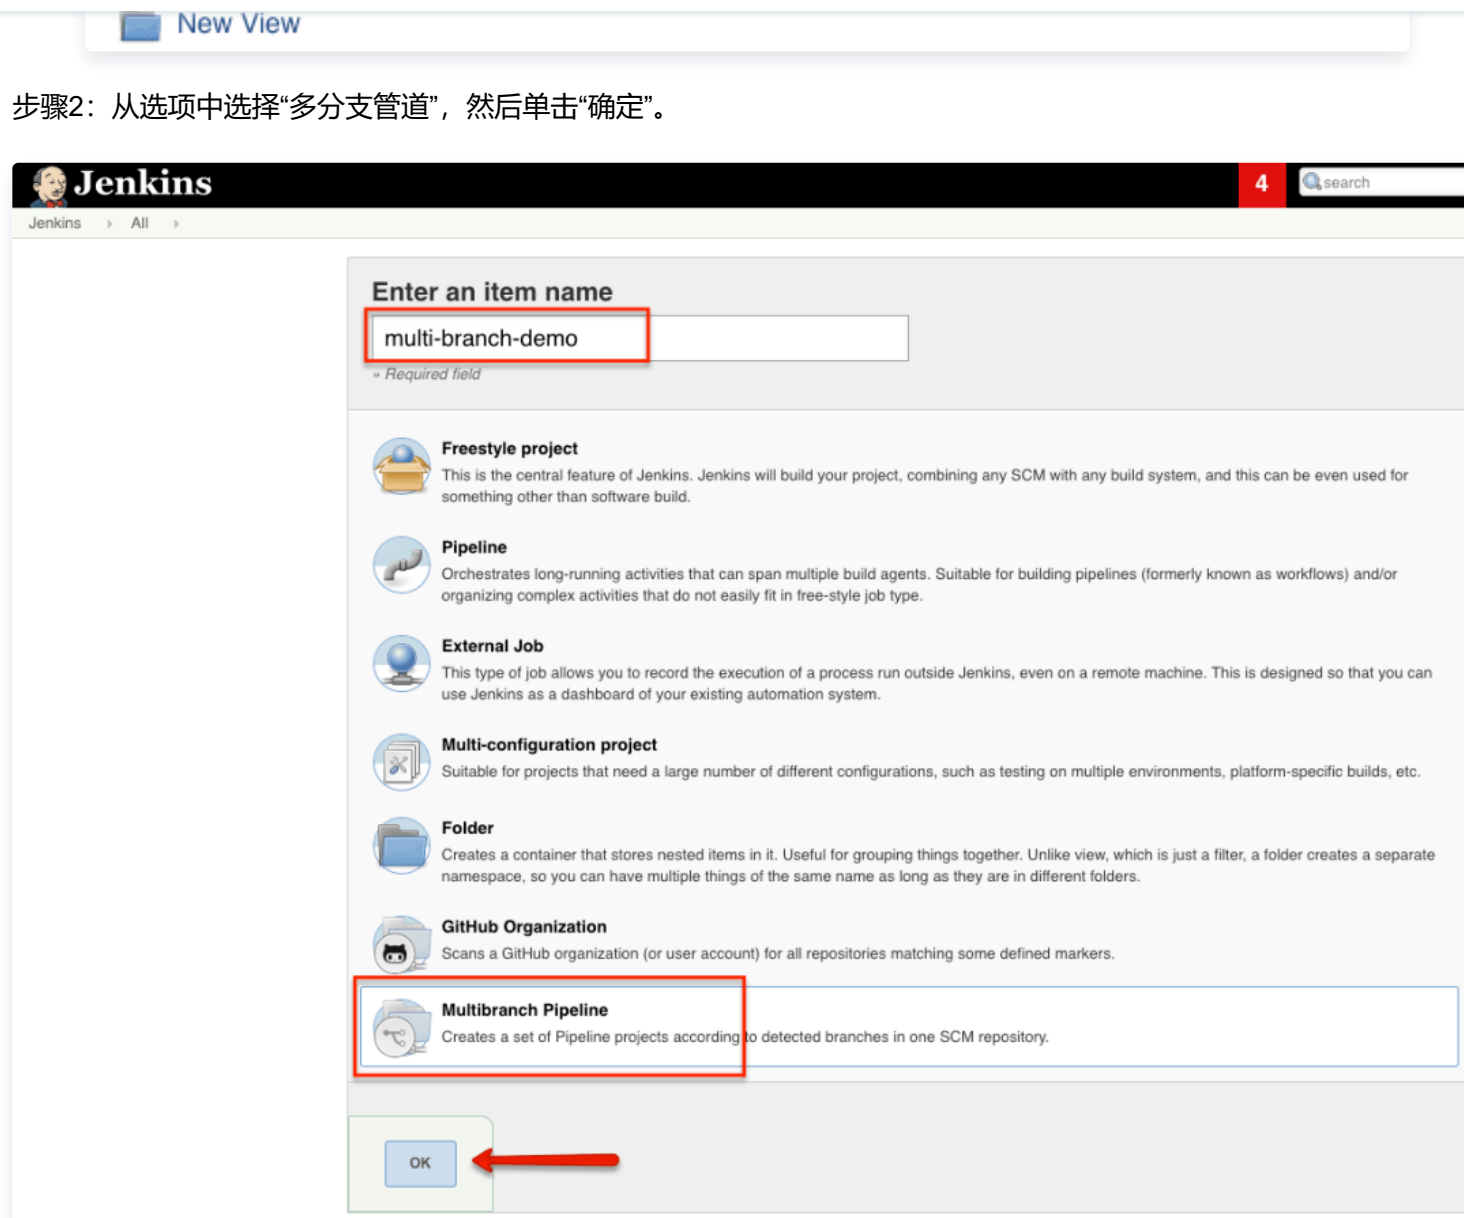 New View
步骤2：从选项中选择“多分支管道”，然后单击“确定”。
Jenkins
4
search
Jenkins
All
Enter an item name
multi-branch-demo
» Required field
Freestyle project
This is the central feature of Jenkins. Jenkins will build your project, combining any SCM with any build system, and this can be even used for
something other than software build.
Pipeline
Orchestrates long-running activities that can span multiple build agents. Suitable for building pipelines (formerly known as workflows) and/or
organizing complex activities that do not easily fit in free-style job type.
External Job
This type of job allows you to record the execution of a process run outside Jenkins, even on a remote machine. This is designed so that you can
use Jenkins as a dashboard of your existing automation system.
Multi-configuration project
Suitable for projects that need a large number of different configurations, such as testing on multiple environments, platform-specific builds, etc.
Folder
Creates a container that stores nested items in it. Useful for grouping things together. Unlike view, which is just a filter, a folder creates a separate
namespace, so you can have multiple things of the same name as long as they are in different folders.
GitHub Organization
Scans a GitHub organization (or user account) for all repositories matching some defined markers.
Multibranch Pipeline
Creates a set of Pipeline projects according to detected branches in one SCM repository.
OK